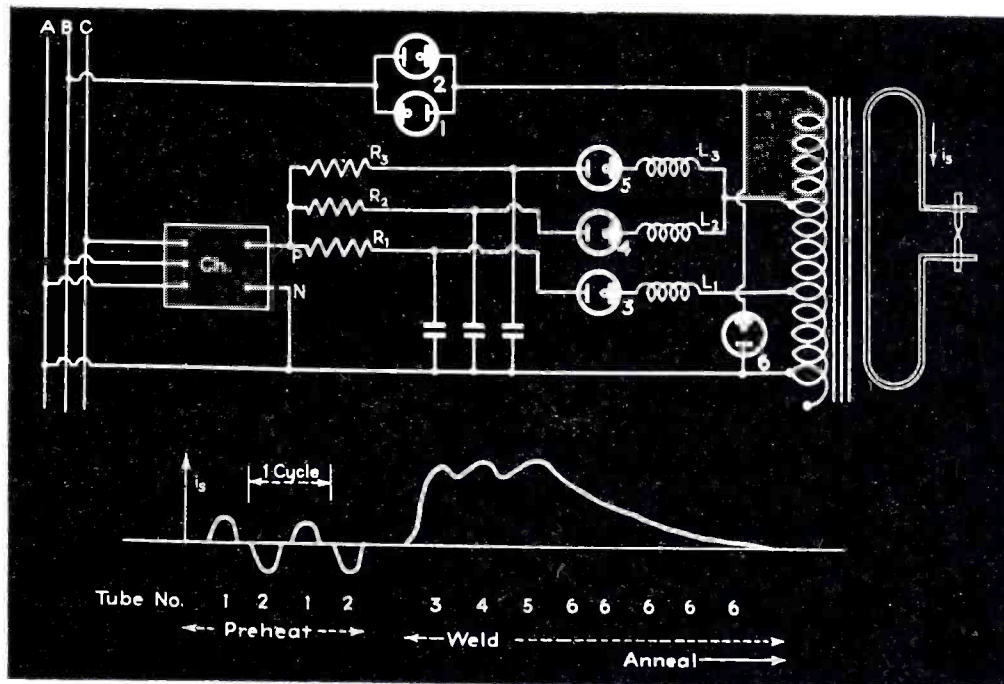 A B C
2
1
R3
L3
5
R2
L2
4
R1
P
Ch.
N
L1
3
6
is
1 Cycle
is
Tube No. 1 2 1 2 3 4 5 6 6 6 6 6
Preheat Weld
Anneal